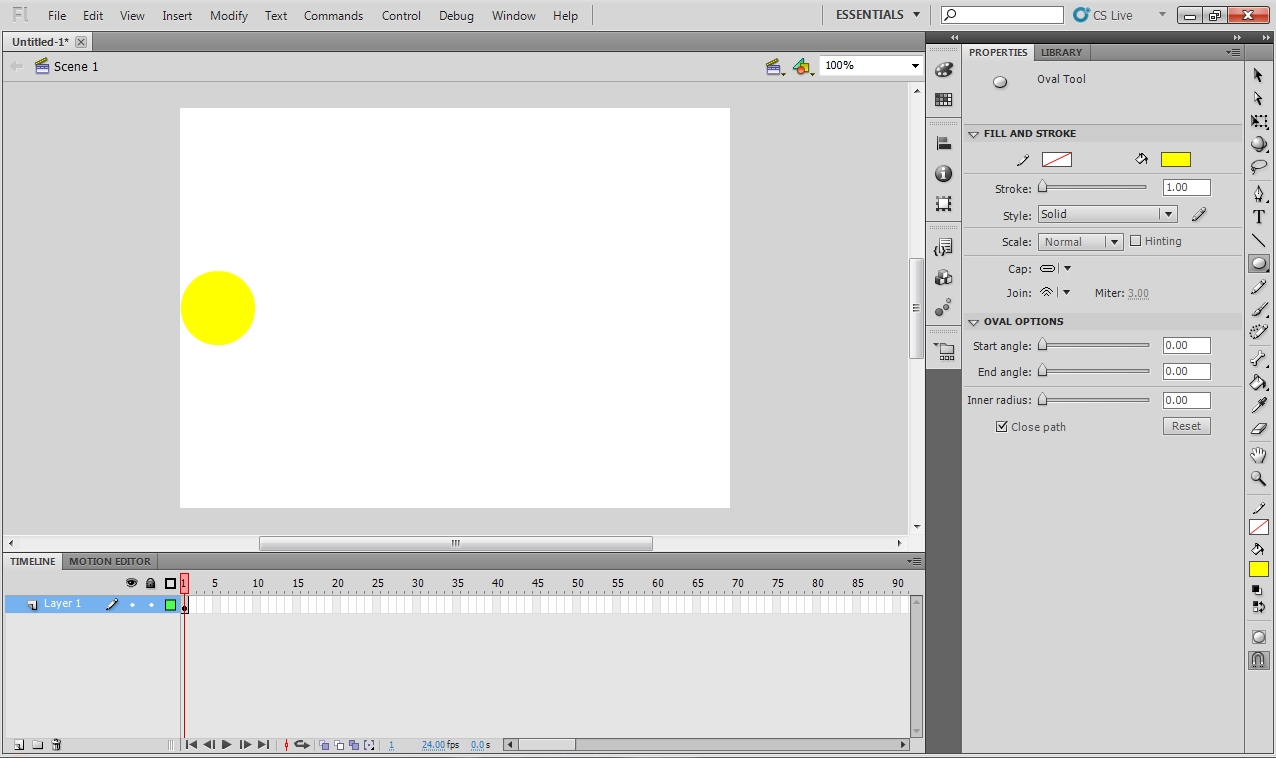 Fl File Edit View Insert Modify Text Commands Control Debug Window Help ESSENTIALS CS Live
Untitled-1*
Scene 1 100%
PROPERTIES LIBRARY
Oval Tool
FILL AND STROKE
Stroke: 1.00
Style: Solid
Scale: Normal Hinting
Cap:
Join: Miter: 3.00
OVAL OPTIONS
Start angle: 0.00
End angle: 0.00
Inner radius: 0.00
Close path Reset
T
TIMELINE MOTION EDITOR
1 5 10 15 20 25 30 35 40 45 50 55 60 65 70 75 80 85 90
Layer 1
1 24.00 fps 0.0 s